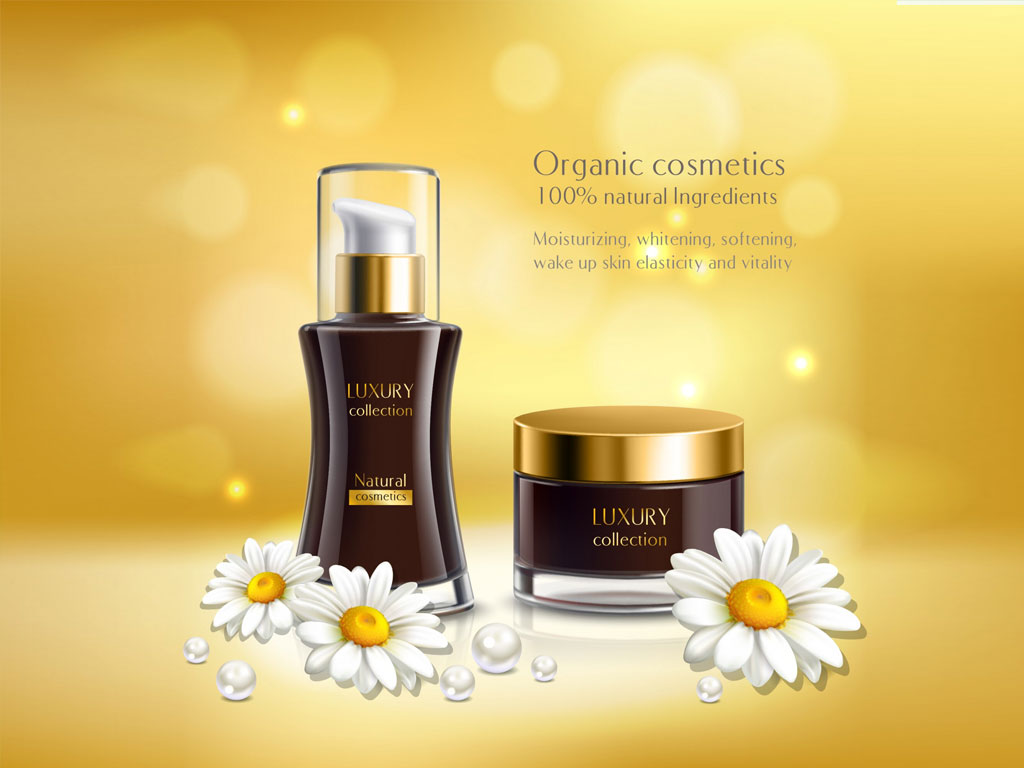 Organic cosmetics
100% natural Ingredients
Moisturizing, whitening, softening,
wake up skin elasticity and vitality
LUXURY
collection
Natural
cosmetics
LUXURY
collection